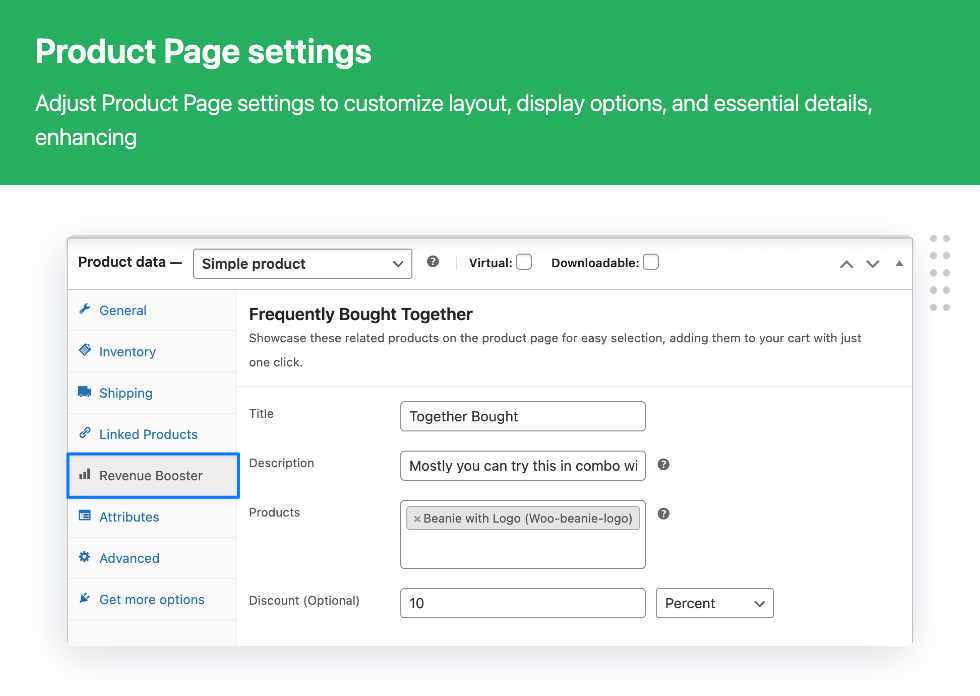 Product Page settings
Adjust Product Page settings to customize layout, display options, and essential details,
enhancing
Product data — Simple product ? Virtual: Downloadable:
General
Inventory
Shipping
Linked Products
Revenue Booster
Attributes
Advanced
Get more options
Frequently Bought Together
Showcase these related products on the product page for easy selection, adding them to your cart with just
one click.
Title Together Bought
Description Mostly you can try this in combo wi ?
Products ×Beanie with Logo (Woo-beanie-logo) ?
Discount (Optional) 10 Percent